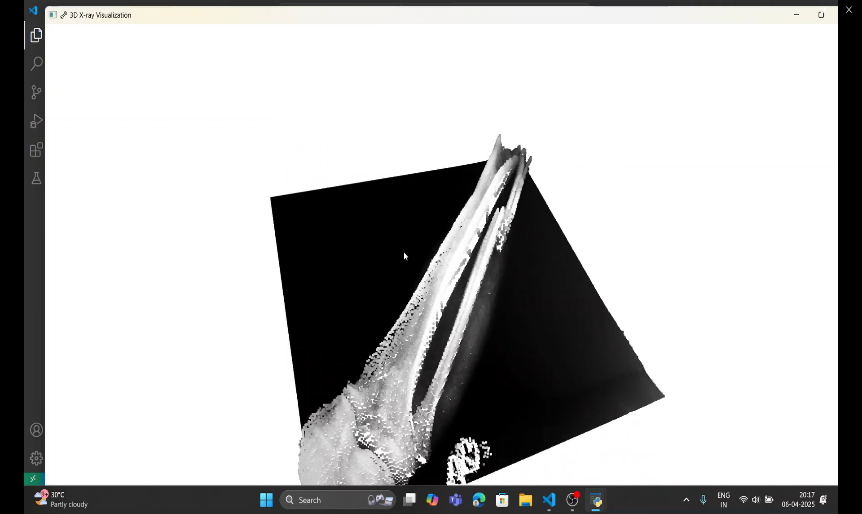 3D X-ray Visualization
30°C
Partly cloudy
Search
ENG
IN
20:17
06-04-2025